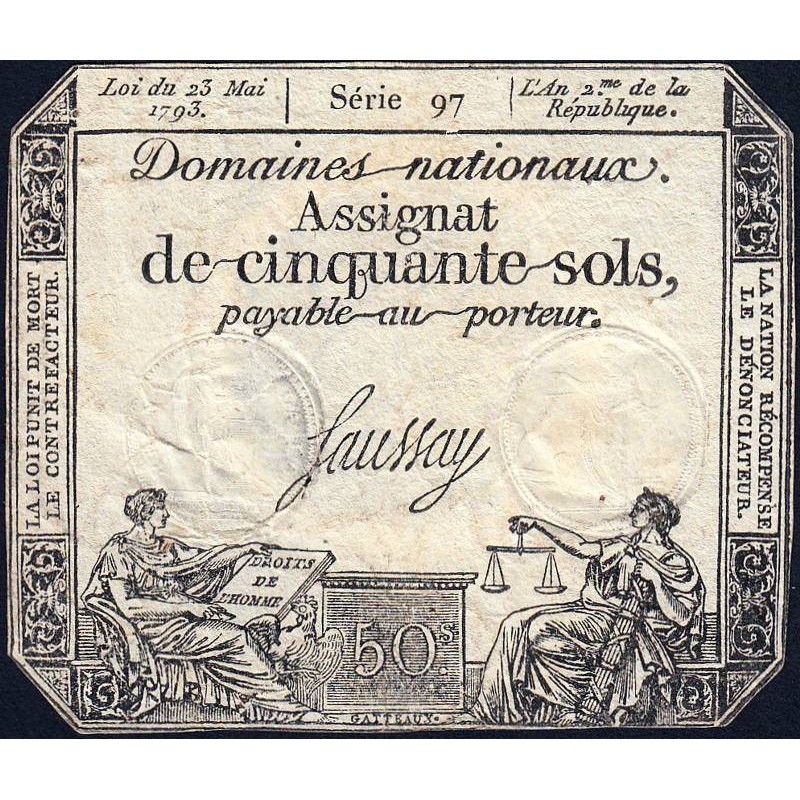 Loi du 23 Mai
1793.
Série 97
L'An 2.me de la
République.
Domaines nationaux.
Assignat
de cinquante sols,
payable au porteur.
Saussay
LA LOI PUNIT DE MORT
LE CONTREFACTEUR.
LA NATION RÉCOMPENSE
LE DÉNONCIATEUR.
DROITS
DE
L'HOMME
50 s.
GATTEAUX.